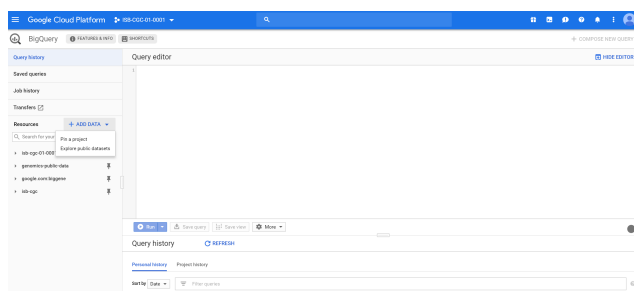 Google Cloud Platform ISB-CGC-01-0001
BigQuery FEATURES & INFO SHORTCUTS + COMPOSE NEW QUERY
Query history
Saved queries
Job history
Transfers
Resources + ADD DATA
Search for your
Pin a project
Explore public datasets
isb-cgc-01-0001
genomics-public-data
google.com:biggene
isb-cgc
Query editor HIDE EDITOR
1
Run Save query Save view More
Query history REFRESH
Personal history Project history
Sort by Date Filter queries